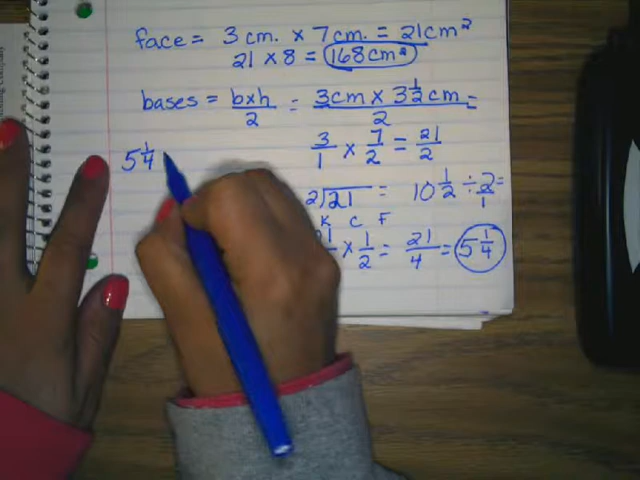 face = 3 cm. × 7 cm. = 21 cm²
21 × 8 = 168 cm²
bases = b×h/2 = 3cm × 3 1/2 cm/2 =
3/1 × 7/2 = 21/2
5 1/4
2)21 = 10 1/2 ÷ 2/1 =
K C F
21/ × 1/2 = 21/4 = 5 1/4